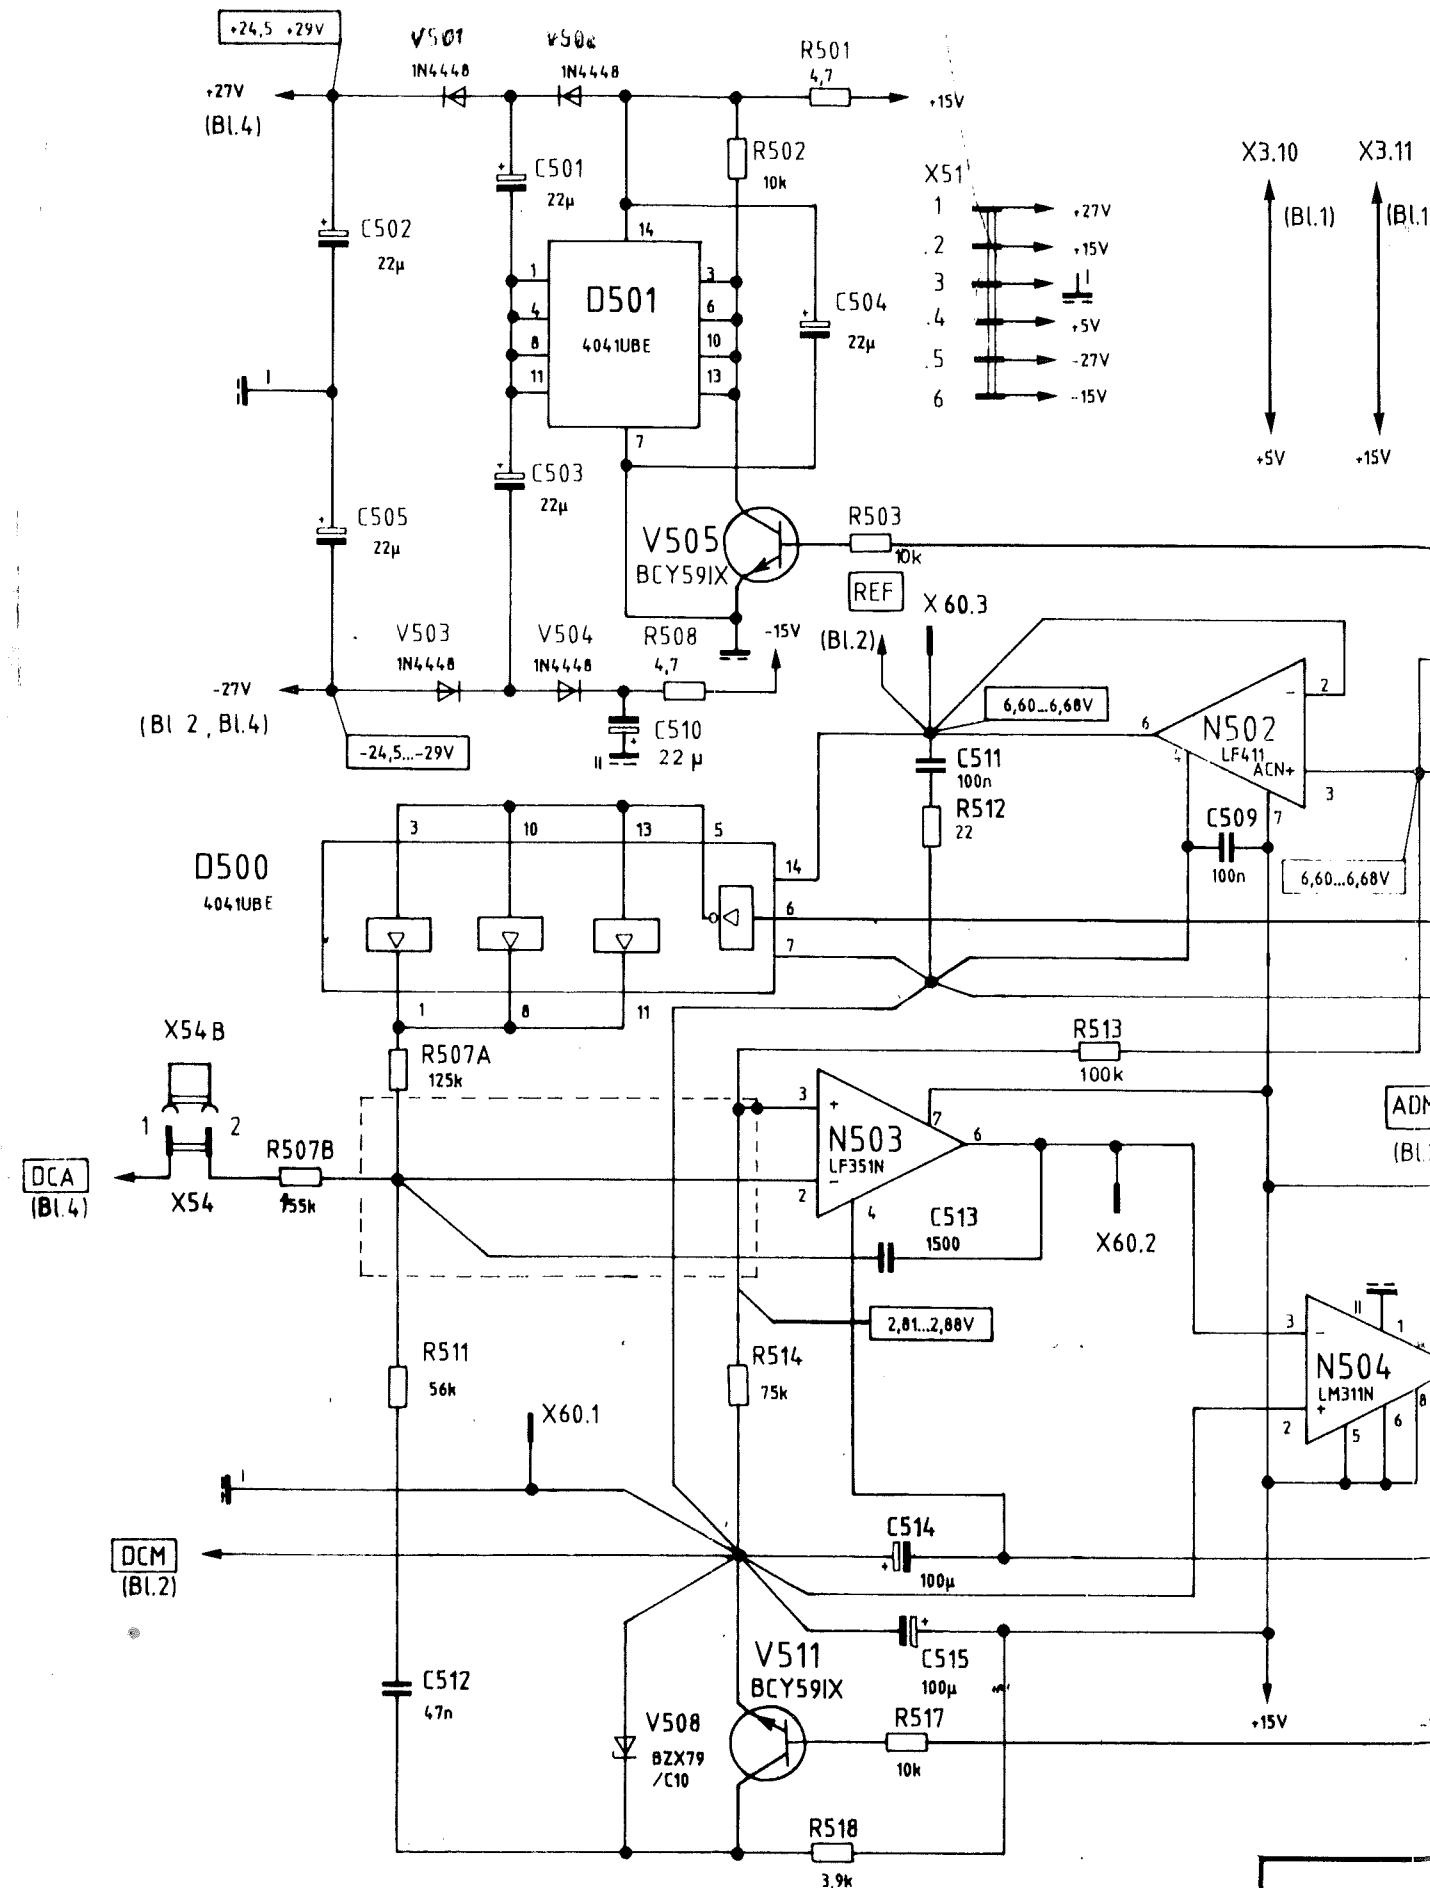 +24,5 +29V
V501
1N4448
1N4448
R501
4,7
+27V
(Bl.4)
+15V
C501
22μ
R502
10k
X51
1
+27V
.2
+15V
3
I
.4
+5V
.5
-27V
6
-15V
X3.10
(Bl.1)
+5V
X3.11
(Bl.1
+15V
C502
22μ
14
1
4
8
11
D501
4041UBE
3
6
10
13
7
C504
22μ
I
C503
22μ
C505
22μ
V505
BCY59IX
R503
10k
REF
(Bl.2)
X60.3
V503
1N4448
V504
1N4448
R508
4,7
-15V
-27V
(Bl 2, Bl.4)
-24,5...-29V
II
C510
22 μ
6,60...6,68V
6
2
-
N502
LF411
ACN+
4
3
7
C511
100n
R512
22
C509
100n
6,60...6,68V
D500
4041UBE
3
10
13
5
14
6
7
1
8
11
R507A
125k
R513
100k
X54B
1
2
X54
R507B
DCA
(Bl.4)
3
+
N503
LF351N
2
-
7
6
4
C513
1500
X60.2
ADM
(Bl.
2,81...2,88V
R511
56k
R514
75k
X60.1
I
II
1
3
-
N504
LM311N
2
+
5
6
8
DCM
(Bl.2)
C514
+
100μ
C515
+
100μ
V511
BCY59IX
C512
47n
V508
BZX79
/C10
R517
10k
+15V
R518
3,9k